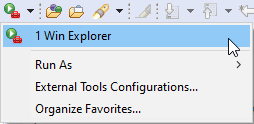 1 Win Explorer
Run As
External Tools Configurations...
Organize Favorites...